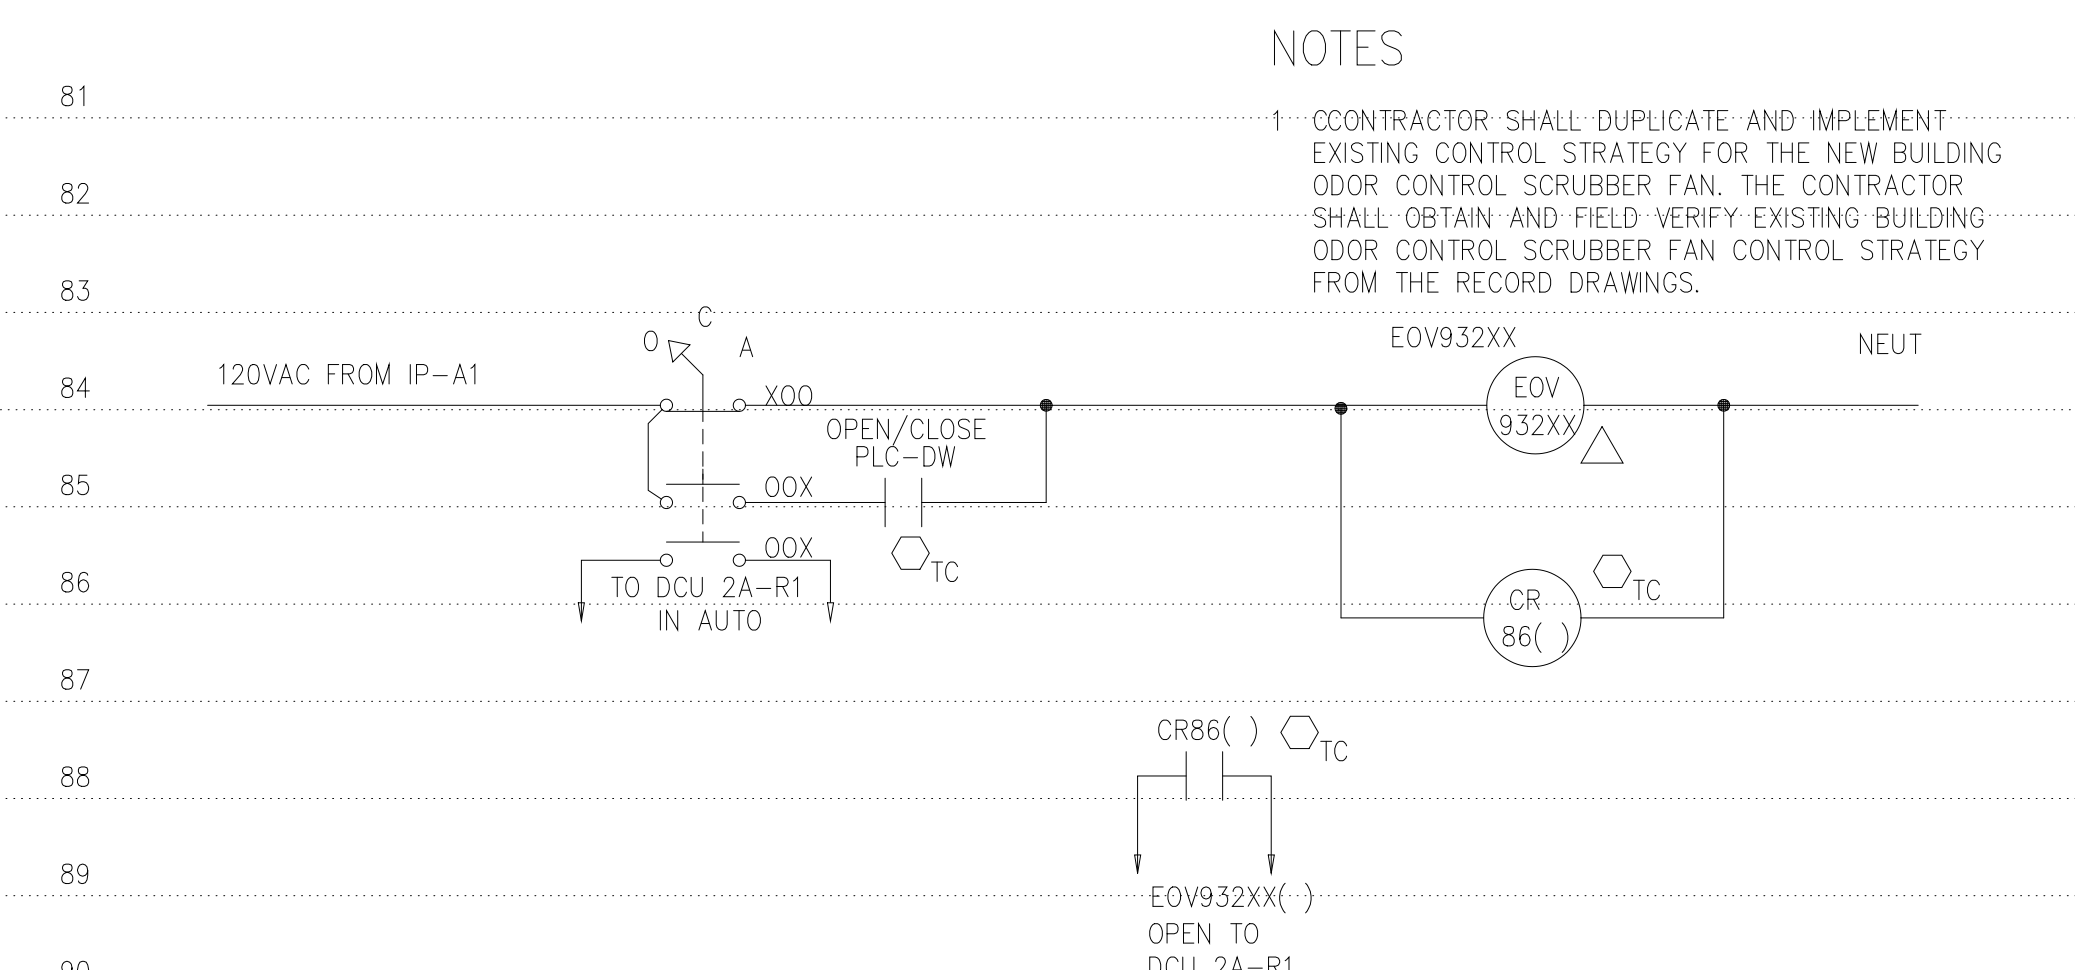 NOTES
81
1 CCONTRACTOR SHALL DUPLICATE AND IMPLEMENT
EXISTING CONTROL STRATEGY FOR THE NEW BUILDING
82
ODOR CONTROL SCRUBBER FAN. THE CONTRACTOR
SHALL OBTAIN AND FIELD VERIFY EXISTING BUILDING
ODOR CONTROL SCRUBBER FAN CONTROL STRATEGY
83
FROM THE RECORD DRAWINGS.
C
O
A
EOV932XX
NEUT
120VAC FROM IP-A1
84
XOO
EOV
932XX
OPEN/CLOSE
PLC-DW
85
OOX
OOX
TC
86
TO DCU 2A-R1
IN AUTO
TC
CR
86( )
87
CR86( )
TC
88
89
EOV932XX( )
OPEN TO
DCU 2A-R1
90